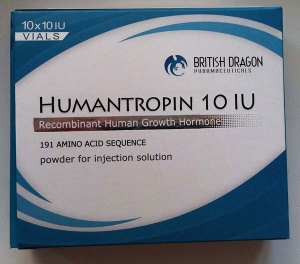 10x10 IU
VIALS
BRITISH DRAGON
PHARMACEUTICALS
HUMANTROPIN 10 IU
Recombinant Human Growth Hormone
191 AMINO ACID SEQUENCE
powder for injection solution